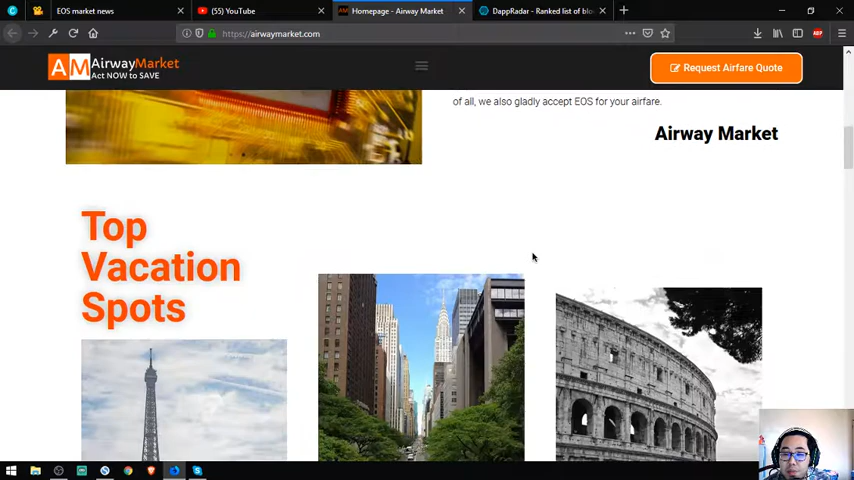 EOS market news
(55) YouTube
Homepage - Airway Market
DappRadar - Ranked list of blo
https://airwaymarket.com
ABP
AM AirwayMarket
Act NOW to SAVE
Request Airfare Quote
of all, we also gladly accept EOS for your airfare.
Airway Market
Top
Vacation
Spots